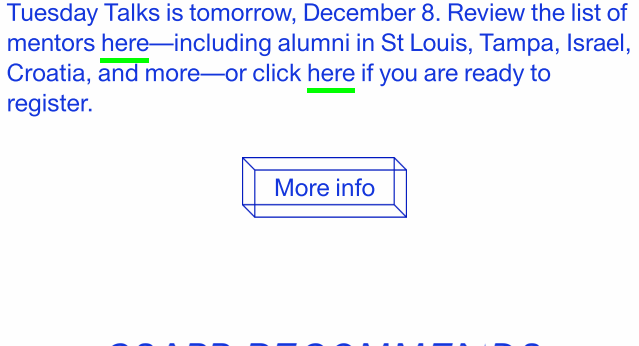 Tuesday Talks is tomorrow, December 8. Review the list of
mentors here—including alumni in St Louis, Tampa, Israel,
Croatia, and more—or click here if you are ready to
register.
More info